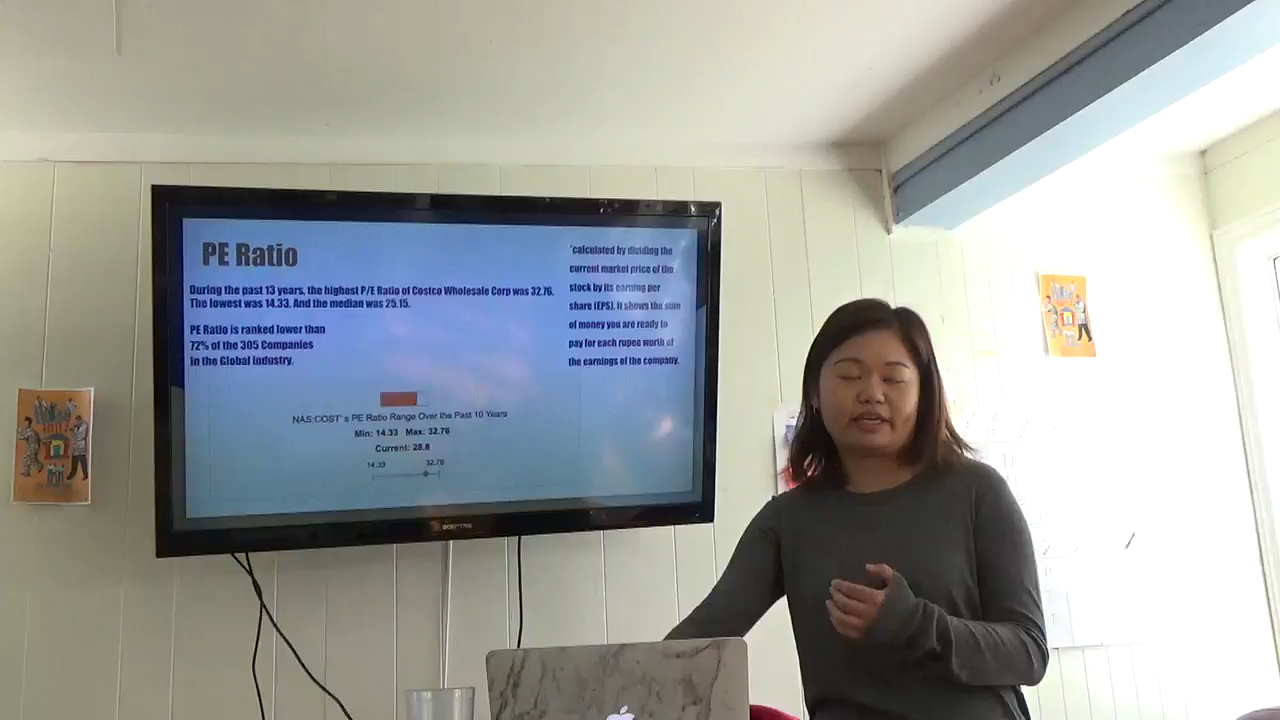 PE Ratio
During the past 13 years, the highest P/E Ratio of Costco Wholesale Corp was 32.76.
The lowest was 14.33. And the median was 25.15.
PE Ratio is ranked lower than
72% of the 305 Companies
in the Global Industry.
*calculated by dividing the
current market price of the
stock by its earning per
share (EPS). It shows the sum
of money you are ready to
pay for each rupee worth of
the earnings of the company.
NAS:COST' s PE Ratio Range Over the Past 10 Years
Min: 14.33 Max: 32.76
Current: 28.8
14.33 32.76
SCEPTRE